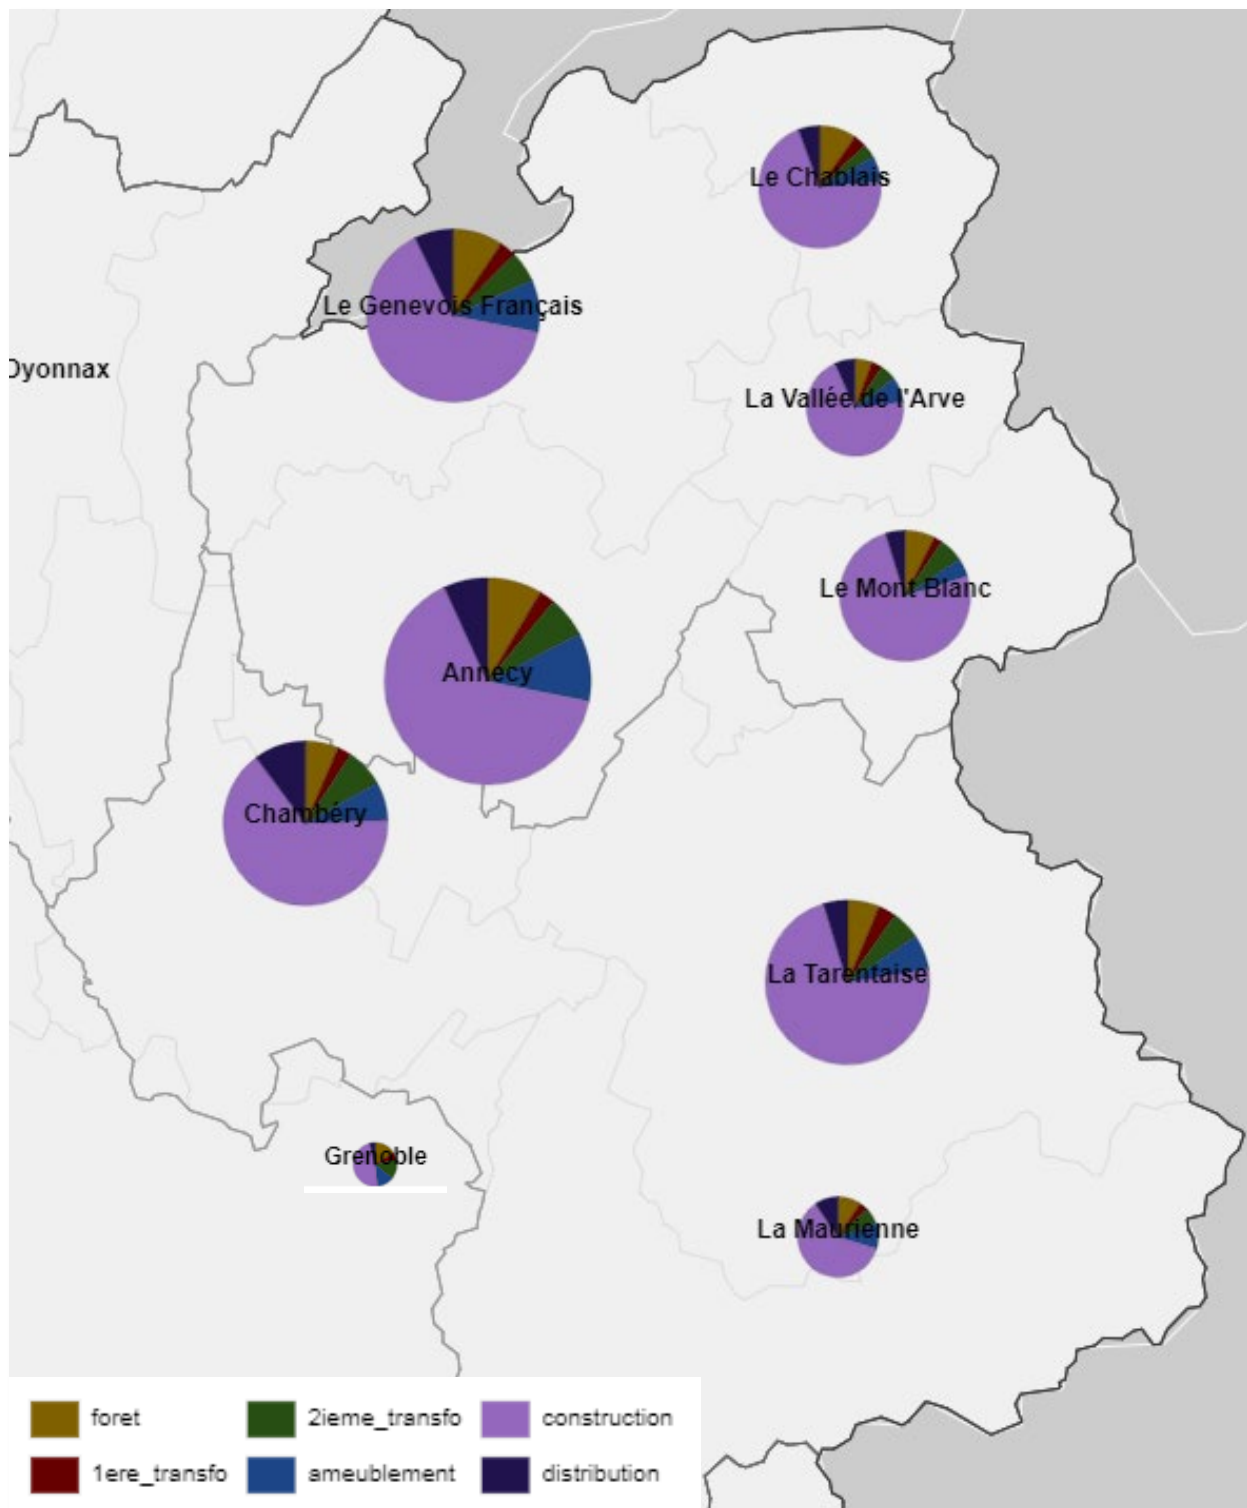 Le Chablais
Le Genevois Français
Oyonnax
La Vallée de l'Arve
Le Mont Blanc
Annecy
Chambéry
La Tarentaise
Grenoble
La Maurienne
foret
2ieme_transfo
construction
1ere_transfo
ameublement
distribution